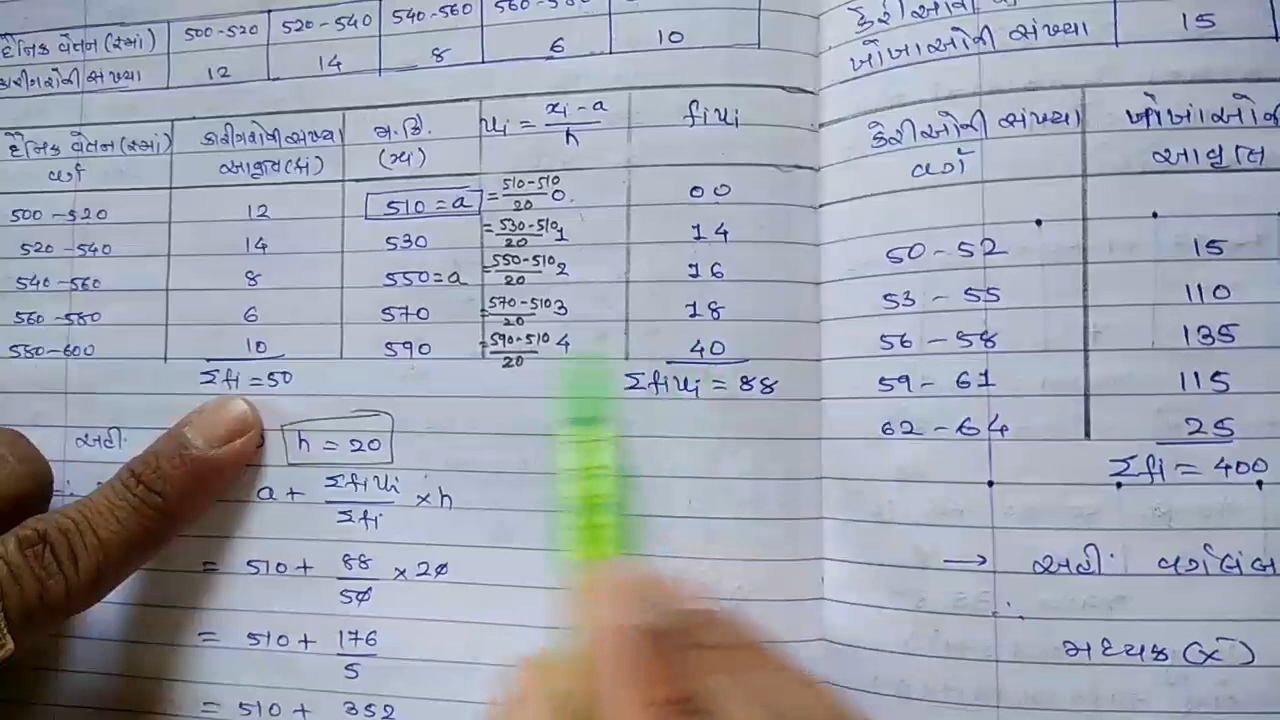 દૈનિક વેતન (રૂમાં) 500-520 520-540 540-560
કારીગરોની સંખ્યા 12 14 8 6 10
દૈનિક વેતન (રૂમાં) કારીગરોની સંખ્યા મ.કિં. ui = xi - a / h fiui
વર્ગ આવૃત્તિ (fi) (xi)
500-520 12 510 = a = 510-510 / 20 0 00
520-540 14 530 = 530-510 / 20 1 14
540-560 8 550 = a = 550-510 / 20 2 16
560-580 6 570 = 570-510 / 20 3 18
580-600 10 590 = 590-510 / 20 4 40
Σfi = 50 Σfiui = 88
અહીં h = 20
a + Σfiui / Σfi × h
= 510 + 88 / 50 × 20
= 510 + 176 / 5
= 510 + 352
ખોખાઓની સંખ્યા 15
કેરીઓની સંખ્યા ખોખાઓની
વર્ગ આવૃત્તિ
50-52 15
53-55 110
56-58 135
59-61 115
62-64 25
Σfi = 400
→ અહીં વર્ગલંબ
∴
મધ્યક (x̄)